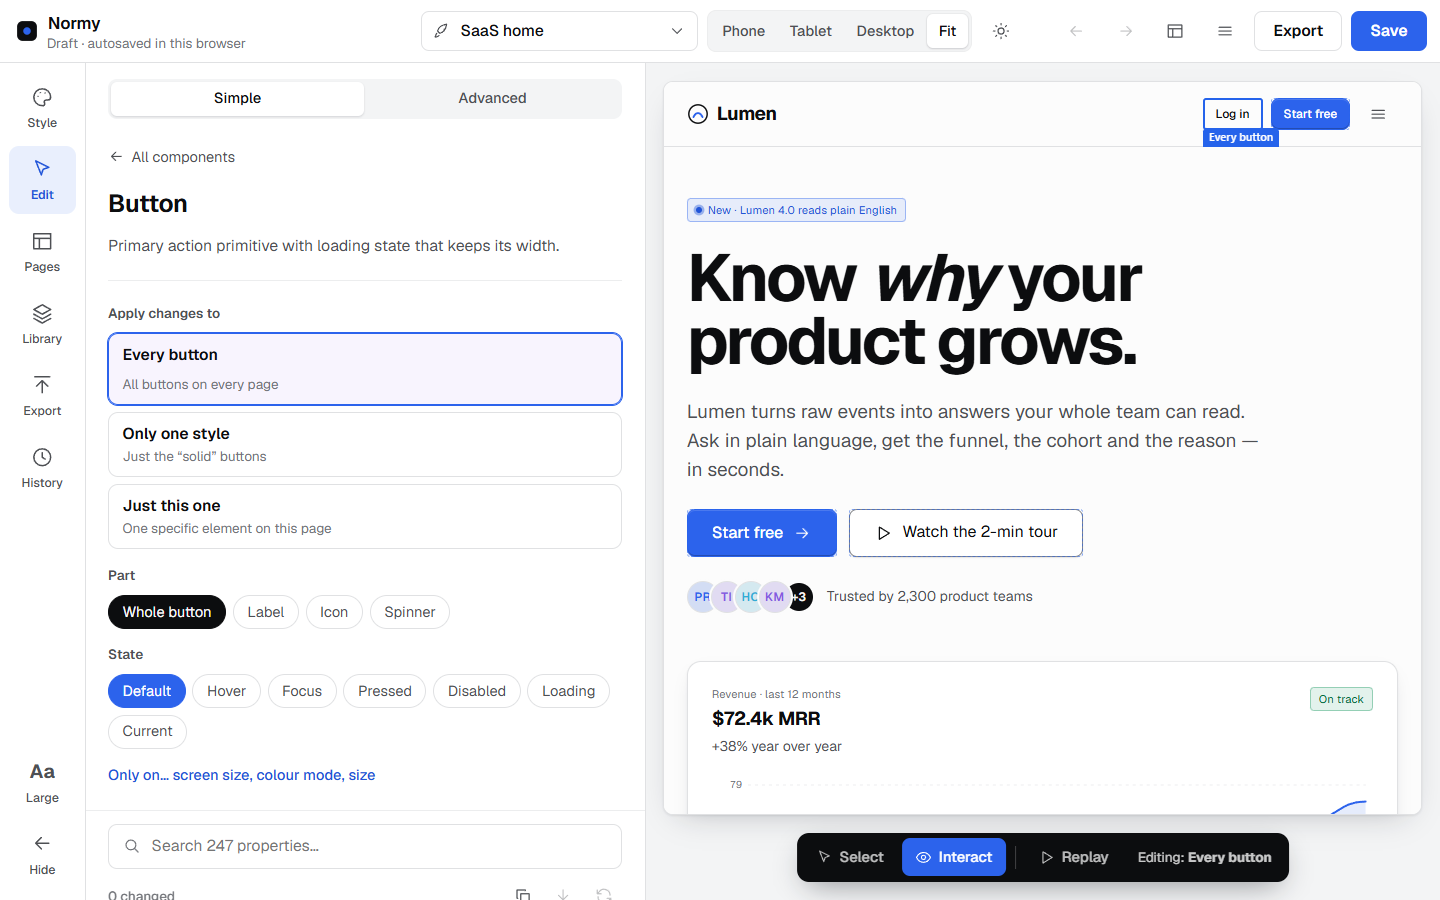 Normy
Draft · autosaved in this browser
SaaS home
Phone
Tablet
Desktop
Fit
Export
Save
Style
Edit
Pages
Library
Export
History
Aa
Large
Hide
Simple
Advanced
All components
Button
Primary action primitive with loading state that keeps its width.
Apply changes to
Every button
All buttons on every page
Only one style
Just the “solid” buttons
Just this one
One specific element on this page
Part
Whole button
Label
Icon
Spinner
State
Default
Hover
Focus
Pressed
Disabled
Loading
Current
Only on... screen size, colour mode, size
Search 247 properties...
0 changed
Lumen
Log in
Start free
Every button
New · Lumen 4.0 reads plain English
Know why your
product grows.
Lumen turns raw events into answers your whole team can read.
Ask in plain language, get the funnel, the cohort and the reason —
in seconds.
Start free
Watch the 2-min tour
PR
TI
HC
KM
+3
Trusted by 2,300 product teams
Revenue · last 12 months
$72.4k MRR
+38% year over year
On track
79
Select
Interact
Replay
Editing: Every button